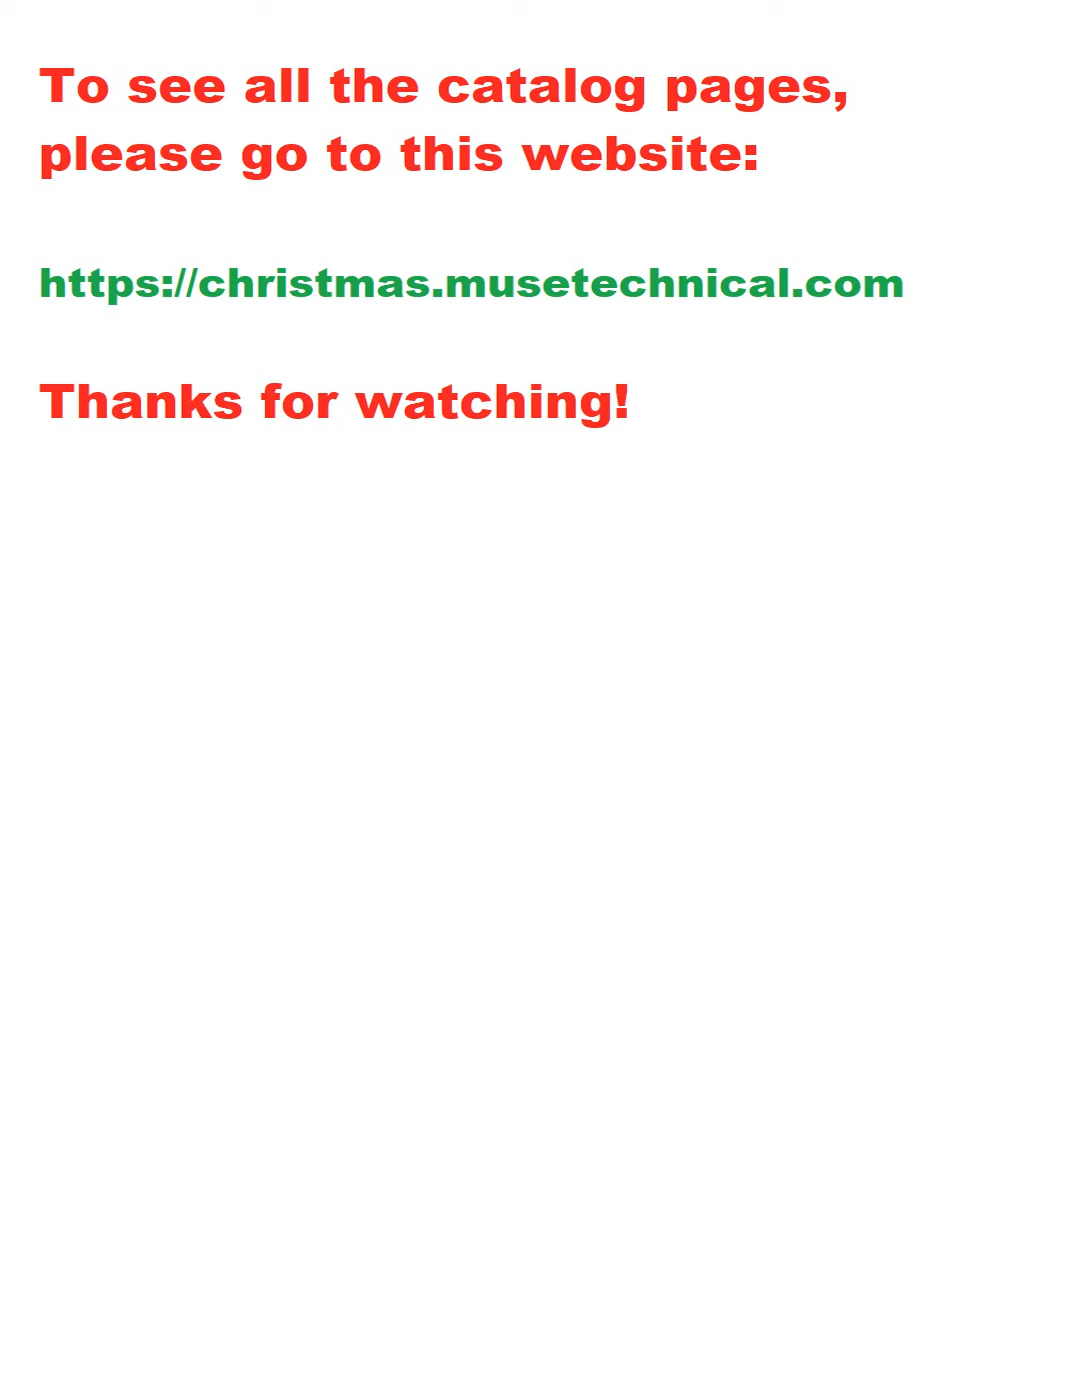 To see all the catalog pages,
please go to this website:
https://christmas.musetechnical.com
Thanks for watching!